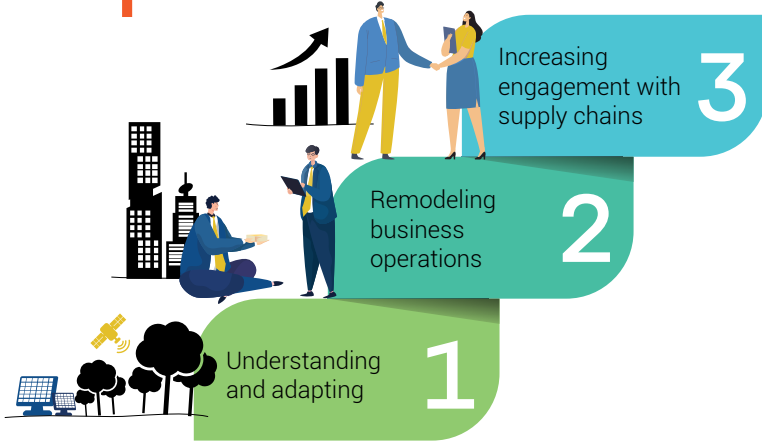 Increasing
engagement with
supply chains
3
Remodeling
business
operations
2
Understanding
and adapting
1